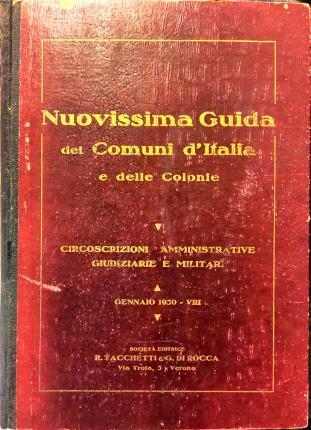 Nuovissima Guida
dei Comuni d'Italia
e delle Colonie
CIRCOSCRIZIONI AMMINISTRATIVE
GIUDIZIARIE E MILITARI
GENNAIO 1930 - VIII
SOCIETÀ EDITRICE
R. TACCHETTI & G. DI ROCCA
Via Trota, 3 - Verona